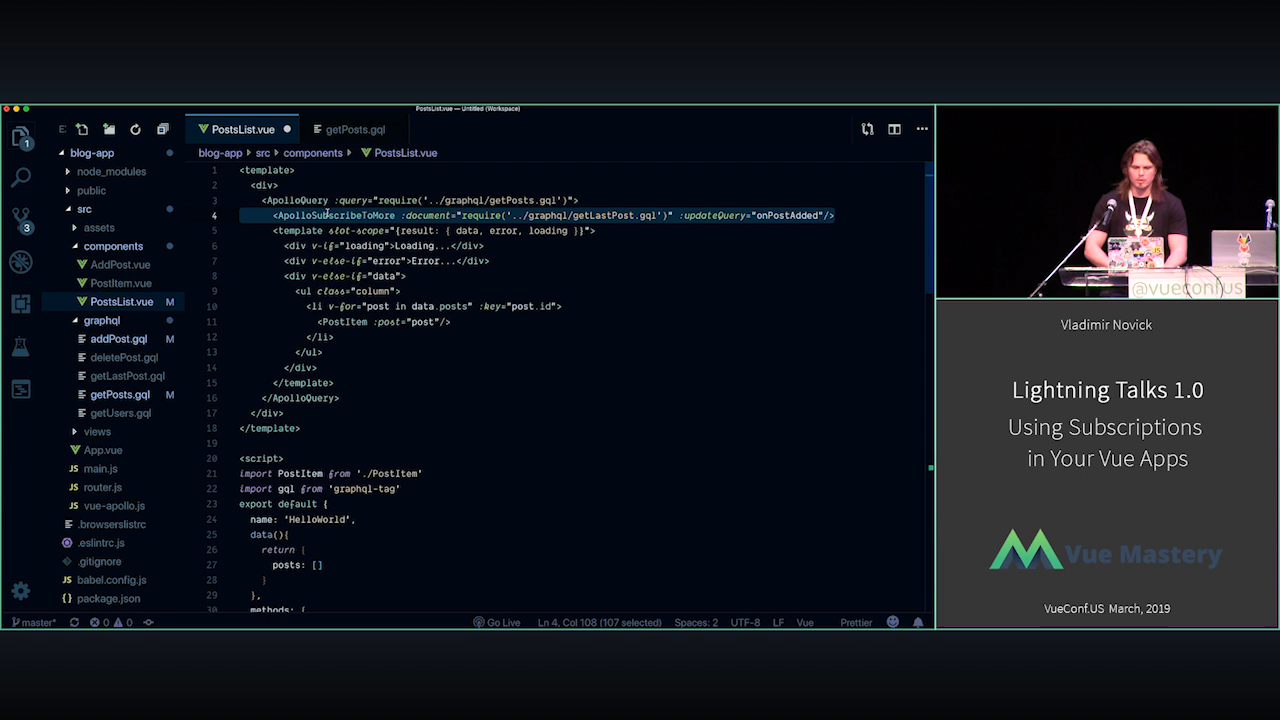 PostsList.vue — Untitled (Workspace)
PostsList.vue
getPosts.gql
blog-app
src
components
PostsList.vue
1
3
blog-app
node_modules
public
src
assets
components
AddPost.vue
PostItem.vue
PostsList.vue M
graphql
addPost.gql M
deletePost.gql
getLastPost.gql
getPosts.gql M
getUsers.gql
views
App.vue
JS main.js
JS router.js
JS vue-apollo.js
.browserslistrc
.eslintrc.js
.gitignore
JS babel.config.js
{} package.json
1 <template>
2 <div>
3 <ApolloQuery :query="require('../graphql/getPosts.gql')">
4 <ApolloSubscribeToMore :document="require('../graphql/getLastPost.gql')" :updateQuery="onPostAdded"/>
5 <template slot-scope="{result: { data, error, loading }}">
6 <div v-if="loading">Loading...</div>
7 <div v-else-if="error">Error...</div>
8 <div v-else-if="data">
9 <ul class="column">
10 <li v-for="post in data.posts" :key="post.id">
11 <PostItem :post="post"/>
12 </li>
13 </ul>
14 </div>
15 </template>
16 </ApolloQuery>
17 </div>
18 </template>
19
20 <script>
21 import PostItem from './PostItem'
22 import gql from 'graphql-tag'
23 export default {
24 name: 'HelloWorld',
25 data(){
26 return {
27 posts: []
28 }
29 },
30 methods: {
master*
0 0
Go Live
Ln 4, Col 108 (107 selected)
Spaces: 2
UTF-8
LF
Vue
Prettier
@vueconfus
Vladimir Novick
Lightning Talks 1.0
Using Subscriptions
in Your Vue Apps
Vue Mastery
VueConf.US March, 2019